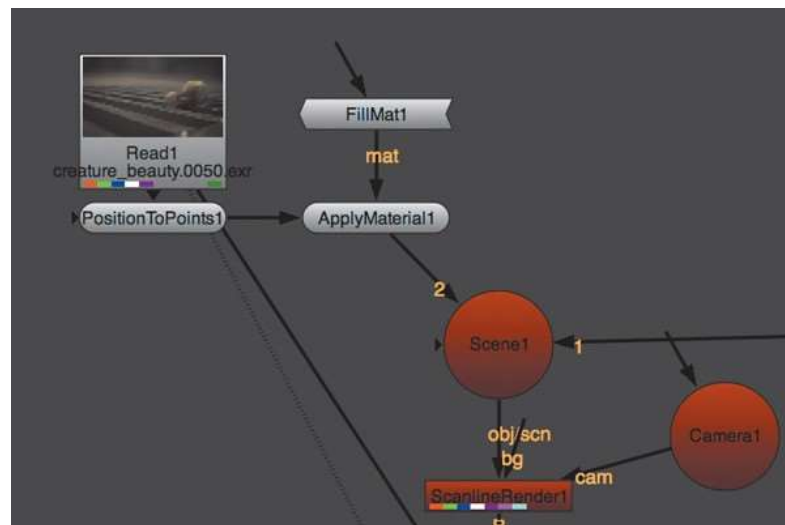 FillMat1
Read1
creature_beauty.0050.exr
mat
PositionToPoints1
ApplyMaterial1
2
Scene1
1
obj/scn
bg
Camera1
cam
ScanlineRender1